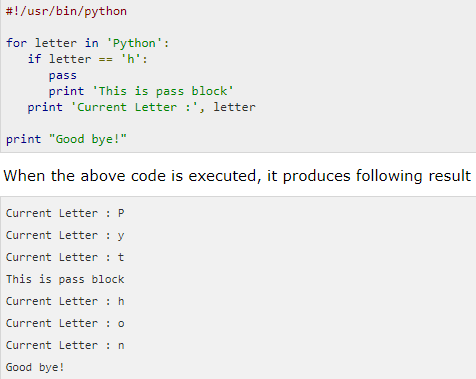 #!/usr/bin/python
for letter in 'Python':
   if letter == 'h':
      pass
      print 'This is pass block'
   print 'Current Letter :', letter
print "Good bye!"
When the above code is executed, it produces following result
Current Letter : P
Current Letter : y
Current Letter : t
This is pass block
Current Letter : h
Current Letter : o
Current Letter : n
Good bye!